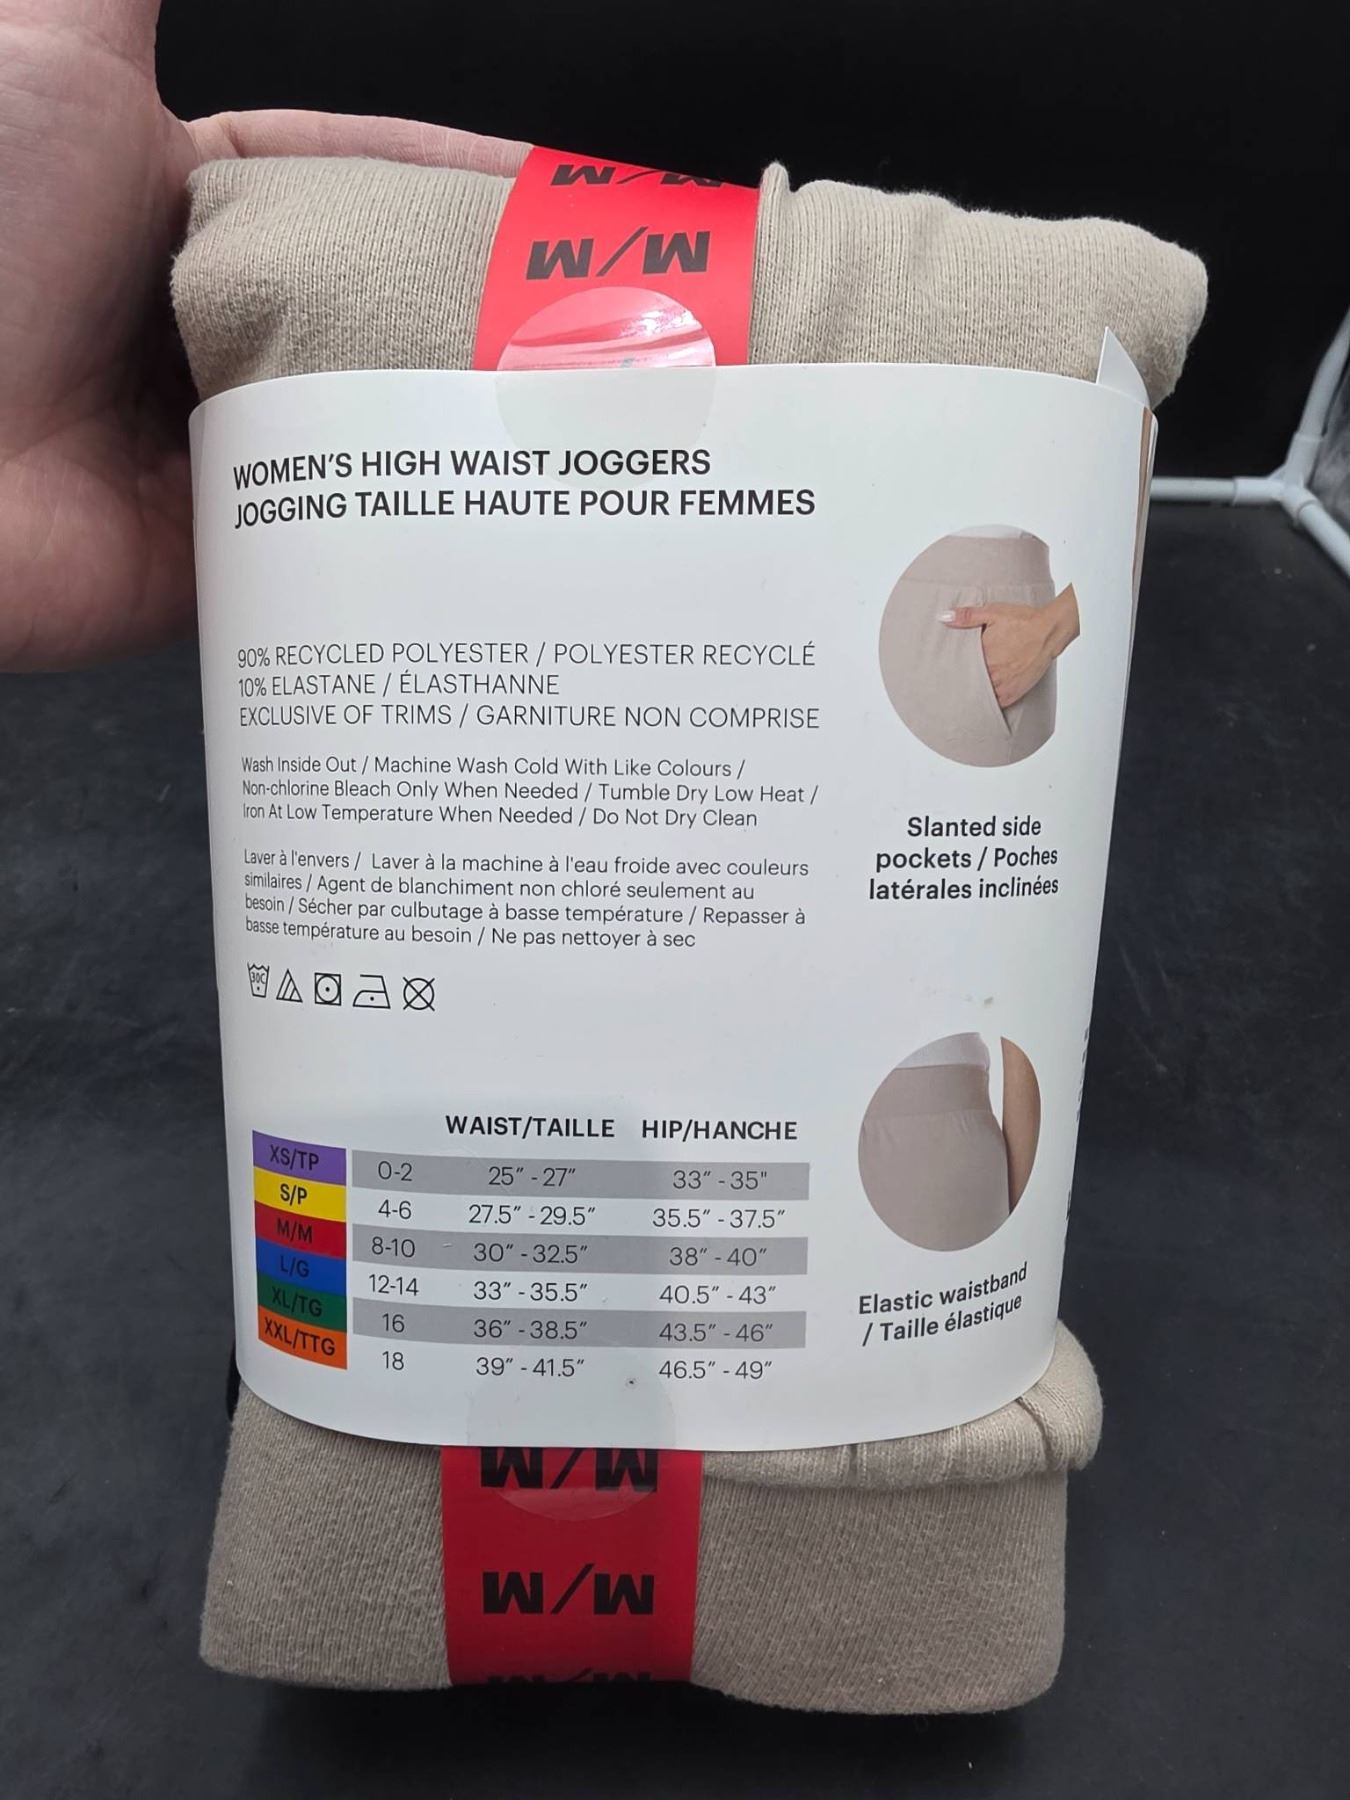 M/M
M/M
WOMEN'S HIGH WAIST JOGGERS
JOGGING TAILLE HAUTE POUR FEMMES
90% RECYCLED POLYESTER / POLYESTER RECYCLÉ
10% ELASTANE / ÉLASTHANNE
EXCLUSIVE OF TRIMS / GARNITURE NON COMPRISE
Wash Inside Out / Machine Wash Cold With Like Colours /
Non-chlorine Bleach Only When Needed / Tumble Dry Low Heat /
Iron At Low Temperature When Needed / Do Not Dry Clean
Laver à l'envers / Laver à la machine à l'eau froide avec couleurs
similaires / Agent de blanchiment non chloré seulement au
besoin / Sécher par culbutage à basse température / Repasser à
basse température au besoin / Ne pas nettoyer à sec
30C
Slanted side
pockets / Poches
latérales inclinées
WAIST/TAILLE HIP/HANCHE
XS/TP 0-2 25" - 27" 33" - 35"
S/P 4-6 27.5" - 29.5" 35.5" - 37.5"
M/M 8-10 30" - 32.5" 38" - 40"
L/G 12-14 33" - 35.5" 40.5" - 43"
XL/TG 16 36" - 38.5" 43.5" - 46"
XXL/TTG 18 39" - 41.5" 46.5" - 49"
Elastic waistband
/ Taille élastique
M/M
M/M
M/M